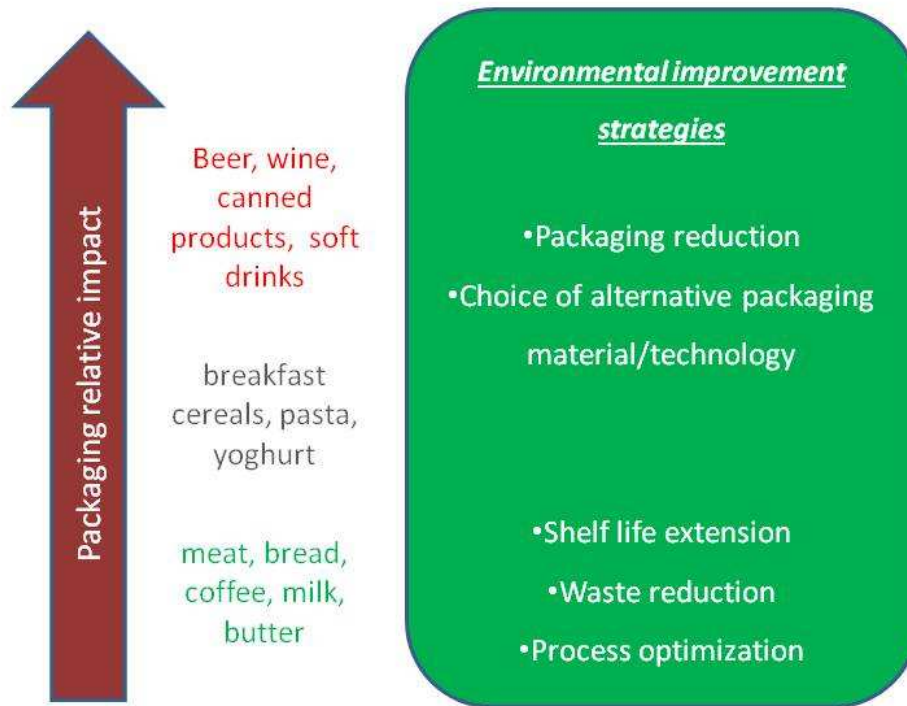 Packaging relative impact
Beer, wine,
canned
products, soft
drinks
breakfast
cereals, pasta,
yoghurt
meat, bread,
coffee, milk,
butter
Environmental improvement
strategies
•Packaging reduction
•Choice of alternative packaging
material/technology
•Shelf life extension
•Waste reduction
•Process optimization